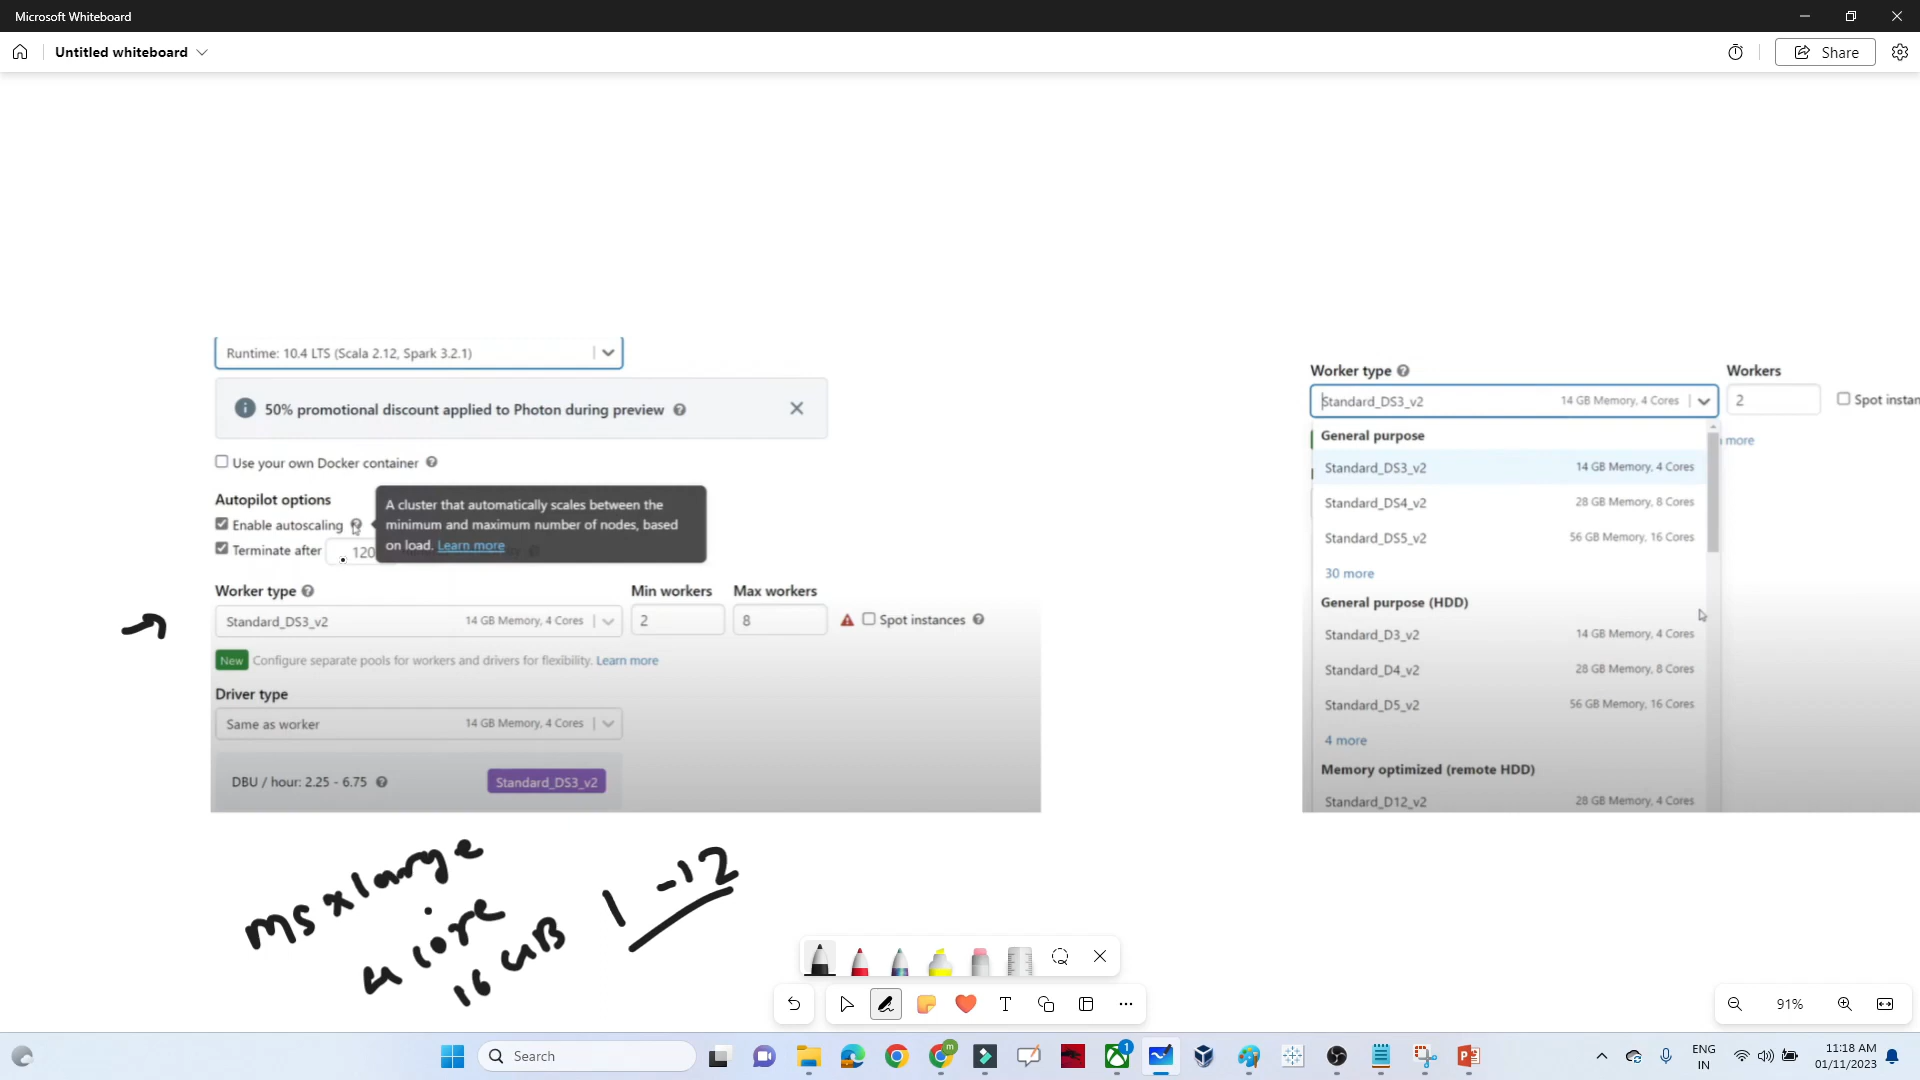 Microsoft Whiteboard
Untitled whiteboard
Share
Runtime: 10.4 LTS (Scala 2.12, Spark 3.2.1)
50% promotional discount applied to Photon during preview
Use your own Docker container
Autopilot options
Enable autoscaling
Terminate after 120
A cluster that automatically scales between the
minimum and maximum number of nodes, based
on load. Learn more
Worker type Min workers Max workers
Standard_DS3_v2 14 GB Memory, 4 Cores 2 8 Spot instances
New Configure separate pools for workers and drivers for flexibility. Learn more
Driver type
Same as worker 14 GB Memory, 4 Cores
DBU / hour: 2.25 - 6.75 Standard_DS3_v2
Worker type Workers
Standard_DS3_v2 14 GB Memory, 4 Cores 2 Spot instan
more
General purpose
Standard_DS3_v2 14 GB Memory, 4 Cores
Standard_DS4_v2 28 GB Memory, 8 Cores
Standard_DS5_v2 56 GB Memory, 16 Cores
30 more
General purpose (HDD)
Standard_D3_v2 14 GB Memory, 4 Cores
Standard_D4_v2 28 GB Memory, 8 Cores
Standard_D5_v2 56 GB Memory, 16 Cores
4 more
Memory optimized (remote HDD)
Standard_D12_v2 28 GB Memory, 4 Cores
m5xlarge
4 core
16 GB
1 -12
91%
Search
m
1
ENG
IN
11:18 AM
01/11/2023